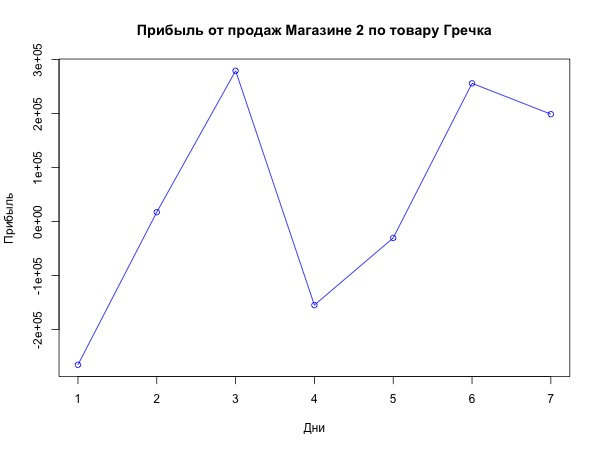 Прибыль от продаж Магазине 2 по товару Гречка
Прибыль
3e+05
2e+05
1e+05
0e+00
-1e+05
-2e+05
1 2 3 4 5 6 7
Дни